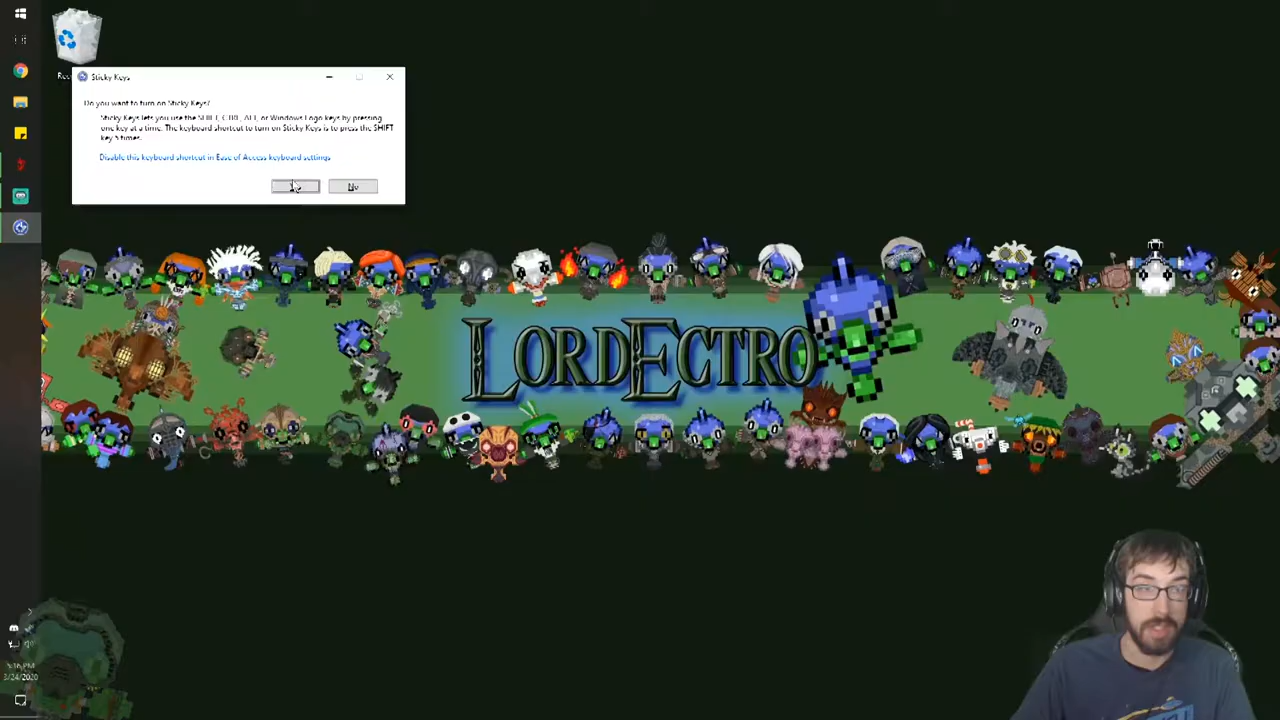 Sticky Keys
Do you want to turn on Sticky Keys?
Sticky Keys lets you use the SHIFT, CTRL, ALT, or Windows Logo keys by pressing
one key at a time. The keyboard shortcut to turn on Sticky Keys is to press the SHIFT
key 5 times.
Disable this keyboard shortcut in Ease of Access keyboard settings
No
LORDECTRO